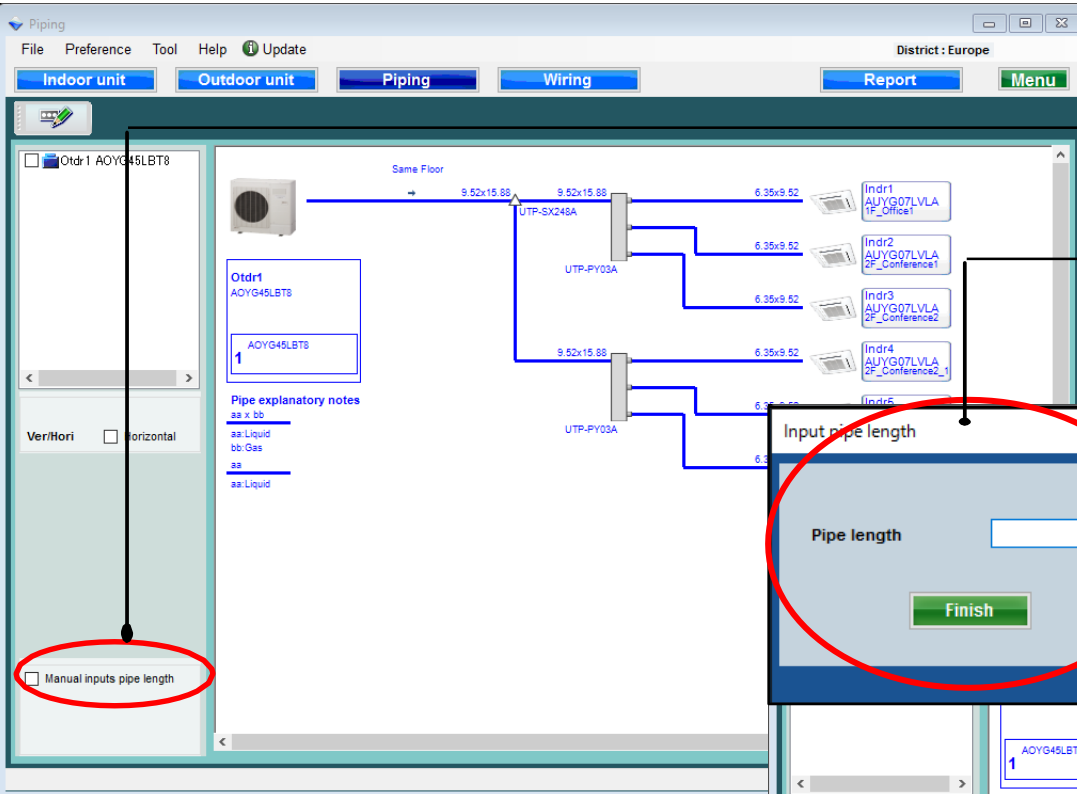 Piping
File Preference Tool Help Update
District : Europe
Indoor unit Outdoor unit Piping Wiring Report Menu
Otdr1 AOYG45LBT8
Same Floor
9.52x15.88 9.52x15.88 6.35x9.52
UTP-SX248A
Indr1
AUYG07LVLA
1F_Office1
6.35x9.52
Indr2
AUYG07LVLA
2F_Conference1
UTP-PY03A
6.35x9.52
Indr3
AUYG07LVLA
2F_Conference2
Otdr1
AOYG45LBT8
AOYG45LBT8
1
9.52x15.88 6.35x9.52
Indr4
AUYG07LVLA
2F_Conference2_1
Pipe explanatory notes
aa x bb
aa:Liquid
bb:Gas
aa
aa:Liquid
UTP-PY03A
Indr5
Ver/Hori Horizontal
Input pipe length
Pipe length
Finish
Manual inputs pipe length
AOYG45LBT
1